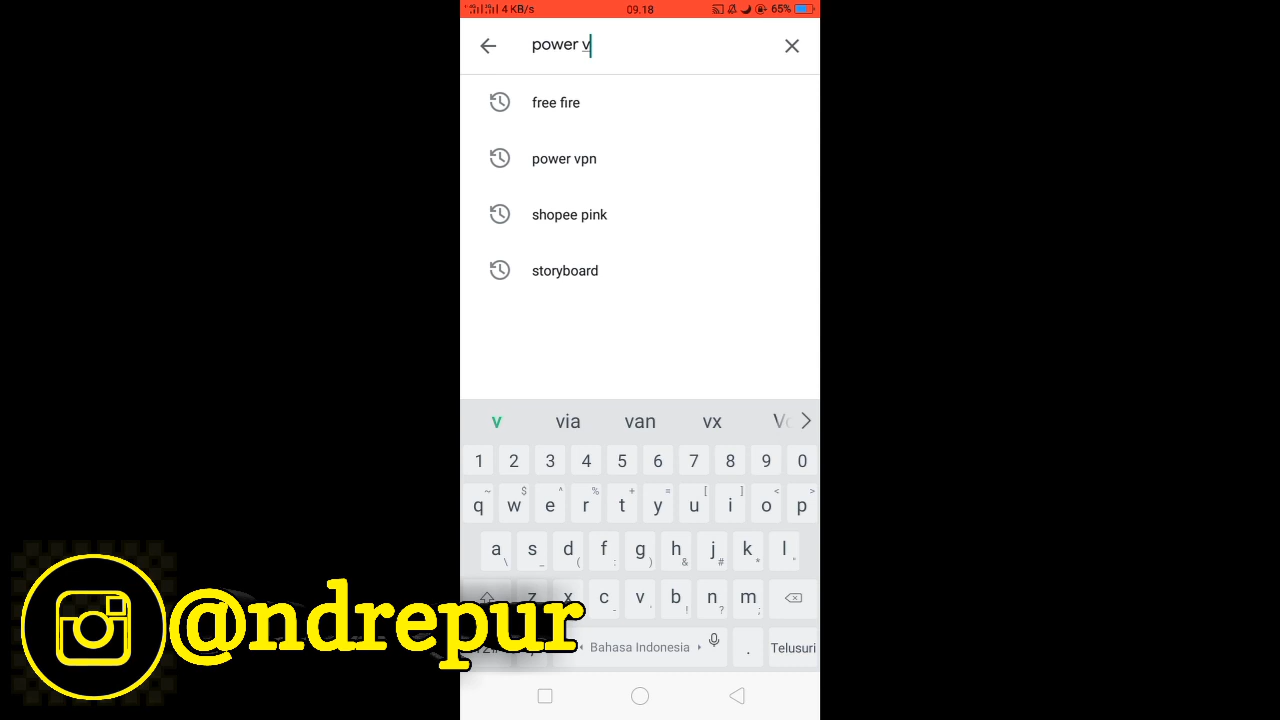 4 KB/s 09.18 65%
power v
free fire
power vpn
shopee pink
storyboard
v via van vx
1 2 3 4 5 6 7 8 9 0
q w e r t y u i o p
a s d f g h j k l
z x c v b n m
Bahasa Indonesia . Telusuri
@ndrepur